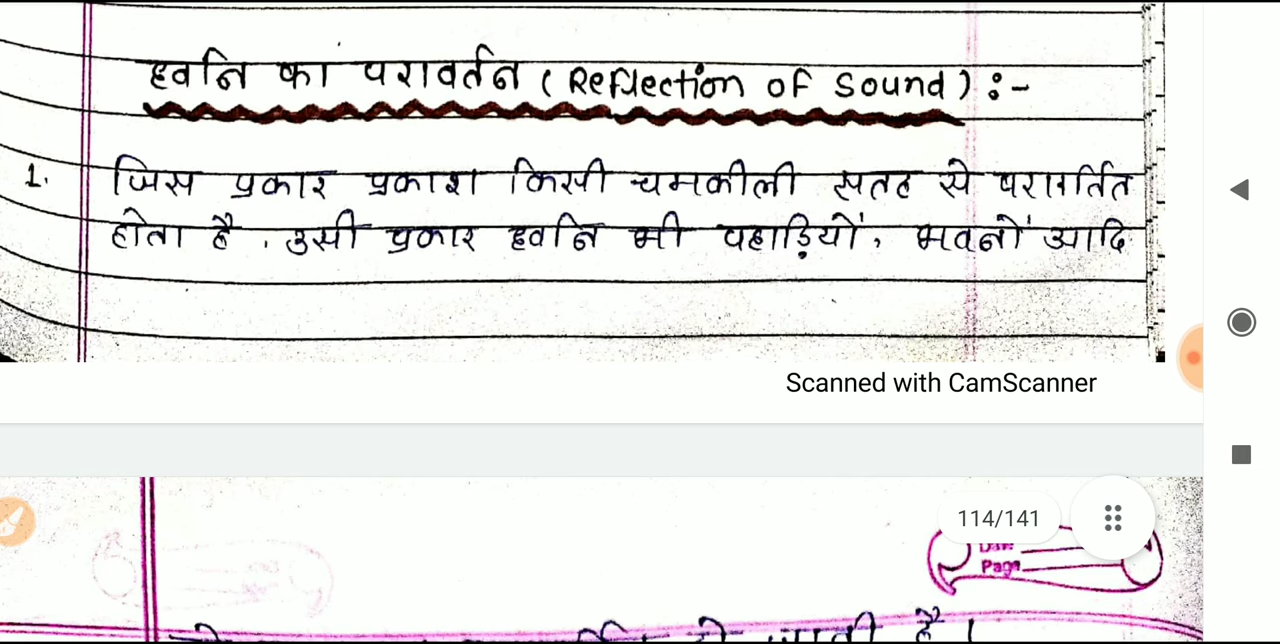 ध्वनि का परावर्तन (Reflection of Sound) :-
1. जिस प्रकार प्रकाश किसी चमकीली सतह से परावर्तित
होता है, उसी प्रकार ध्वनि भी पहाड़ियों, भवनों आदि
Scanned with CamScanner
114/141
Date
Page
है।